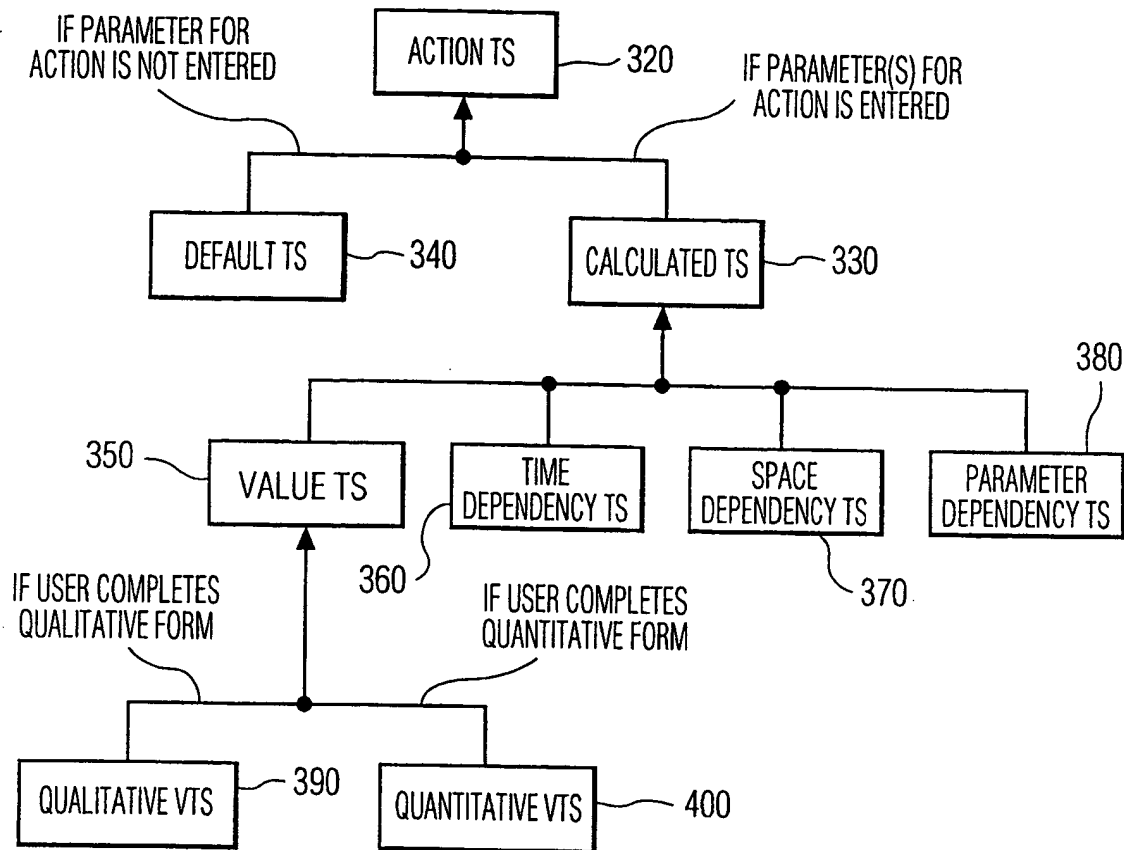 IF PARAMETER FOR
ACTION IS NOT ENTERED
ACTION TS
320
IF PARAMETER(S) FOR
ACTION IS ENTERED
DEFAULT TS
340
CALCULATED TS
330
380
350
VALUE TS
TIME
DEPENDENCY TS
SPACE
DEPENDENCY TS
PARAMETER
DEPENDENCY TS
360
370
IF USER COMPLETES
QUALITATIVE FORM
IF USER COMPLETES
QUANTITATIVE FORM
QUALITATIVE VTS
390
QUANTITATIVE VTS
400